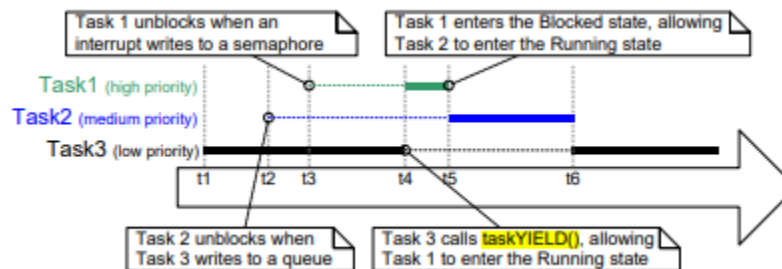 Task 1 unblocks when an
interrupt writes to a semaphore
Task 1 enters the Blocked state, allowing
Task 2 to enter the Running state
Task1 (high priority)
Task2 (medium priority)
Task3 (low priority)
t1 t2 t3 t4 t5 t6
Task 2 unblocks when
Task 3 writes to a queue
Task 3 calls taskYIELD(), allowing
Task 1 to enter the Running state